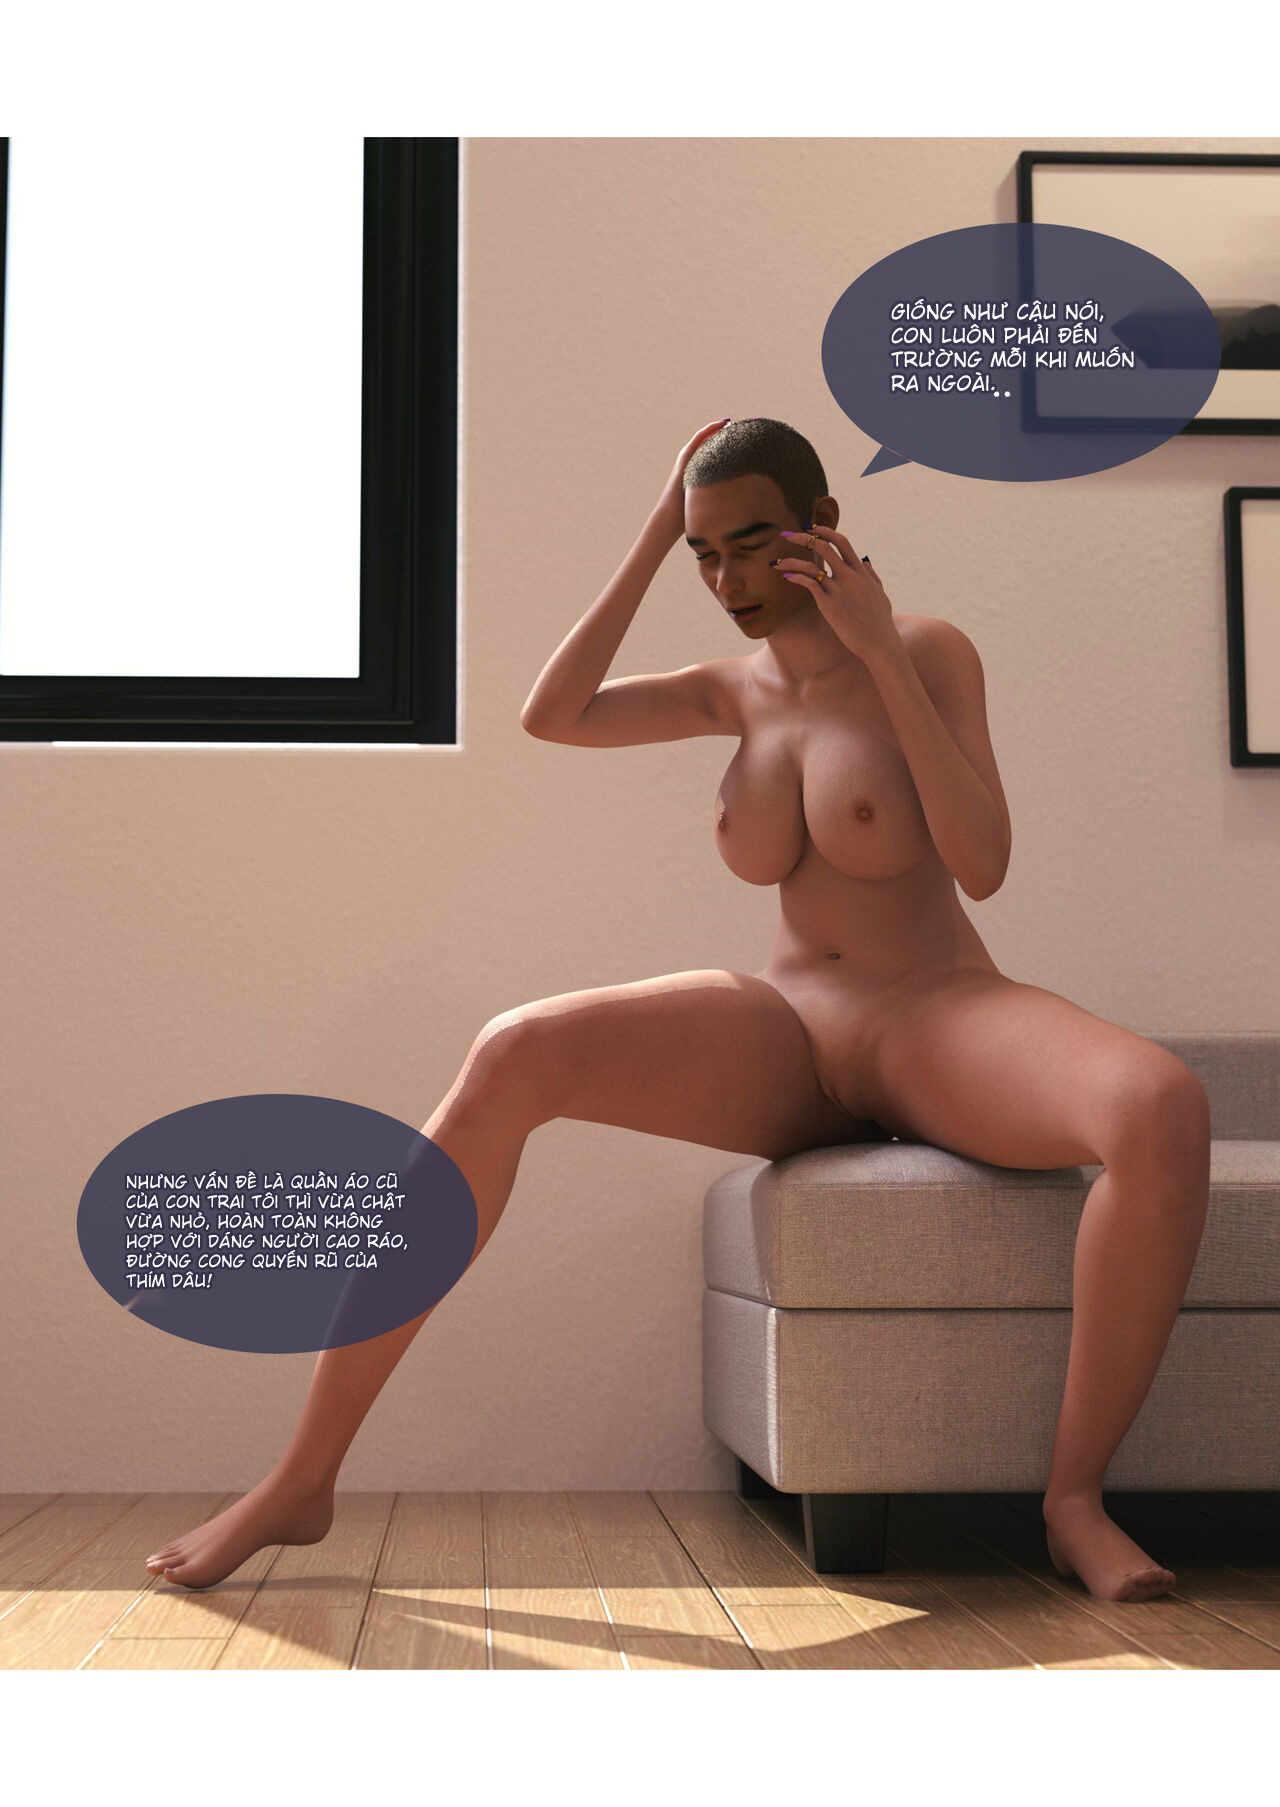 GIỐNG NHƯ CẬU NÓI,
CON LUÔN PHẢI ĐẾN
TRƯỜNG MỖI KHI MUỐN
RA NGOÀI...
NHƯNG VẤN ĐỀ LÀ QUẦN ÁO CŨ
CỦA CON TRAI TÔI THÌ VỪA CHẬT
VỪA NHỎ, HOÀN TOÀN KHÔNG
HỢP VỚI DÁNG NGƯỜI CAO RÁO,
ĐƯỜNG CONG QUYẾN RŨ CỦA
THÍM DÂU!